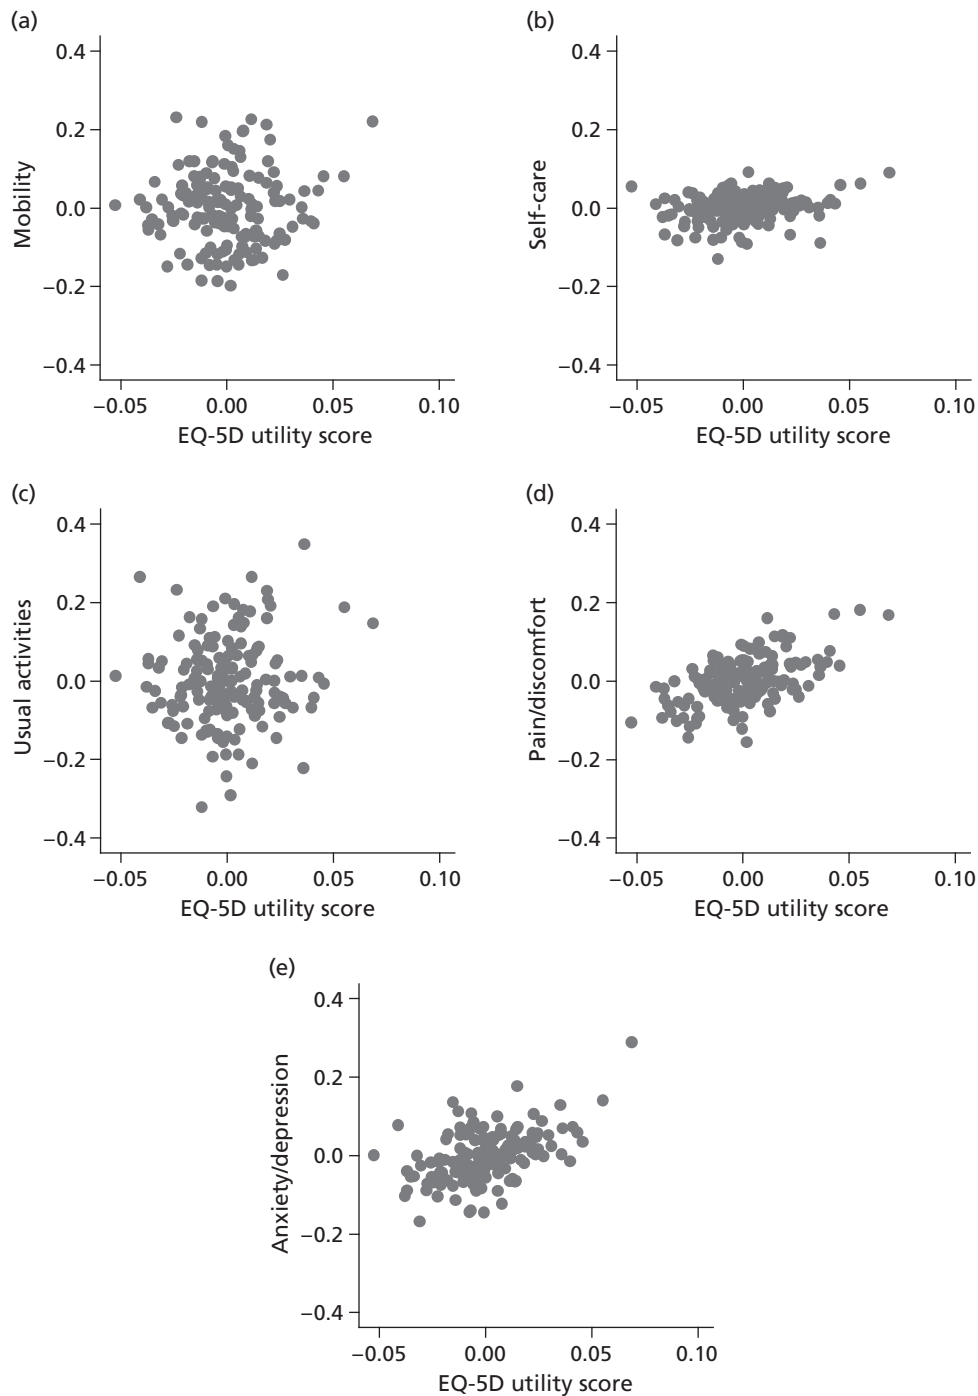 (a)
0.4
0.2
0.0
−0.2
−0.4
Mobility
−0.05 0.00 0.05 0.10
EQ-5D utility score
(b)
0.4
0.2
0.0
−0.2
−0.4
Self-care
−0.05 0.00 0.05 0.10
EQ-5D utility score
(c)
0.4
0.2
0.0
−0.2
−0.4
Usual activities
−0.05 0.00 0.05 0.10
EQ-5D utility score
(d)
0.4
0.2
0.0
−0.2
−0.4
Pain/discomfort
−0.05 0.00 0.05 0.10
EQ-5D utility score
(e)
0.4
0.2
0.0
−0.2
−0.4
Anxiety/depression
−0.05 0.00 0.05 0.10
EQ-5D utility score